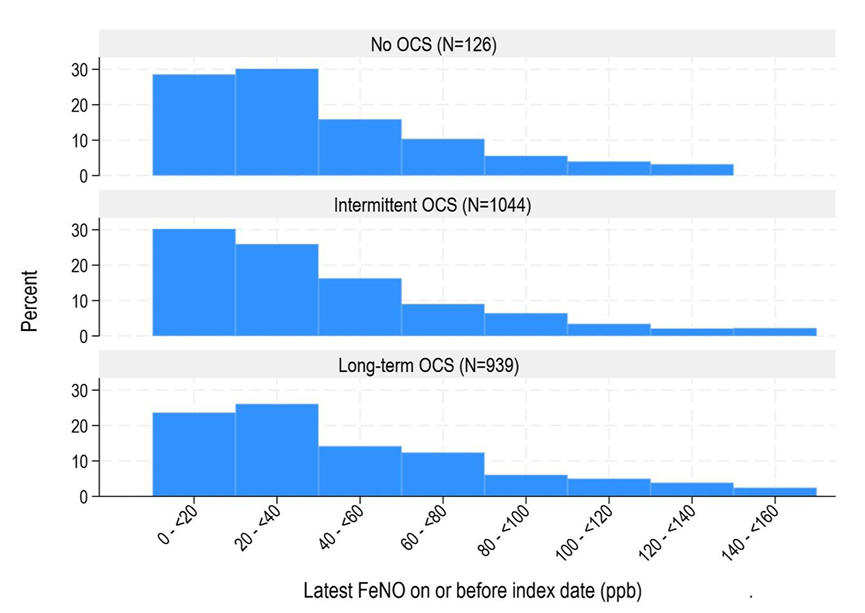 No OCS (N=126)
30
20
10
0
Intermittent OCS (N=1044)
30
20
10
0
Percent
Long-term OCS (N=939)
30
20
10
0
0 - <20
20 - <40
40 - <60
60 - <80
80 - <100
100 - <120
120 - <140
140 - <160
Latest FeNO on or before index date (ppb)
.